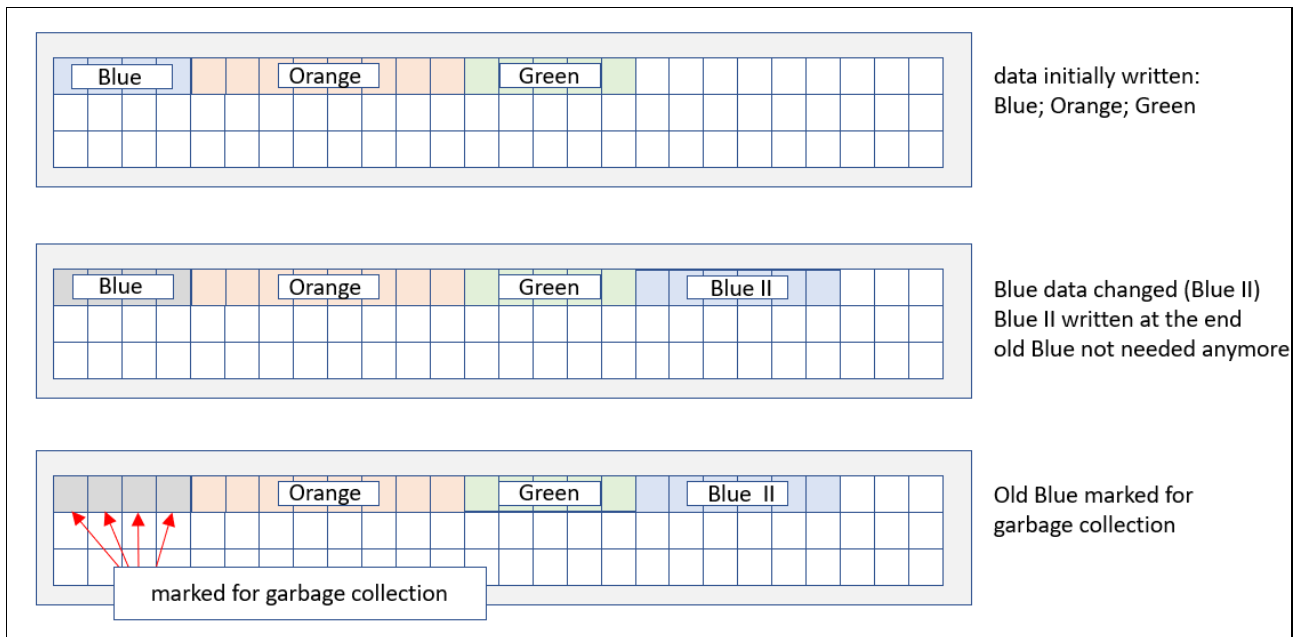 Blue
Orange
Green
data initially written:
Blue; Orange; Green
Blue
Orange
Green
Blue II
Blue data changed (Blue II)
Blue II written at the end
old Blue not needed anymore
Orange
Green
Blue II
Old Blue marked for
garbage collection
marked for garbage collection